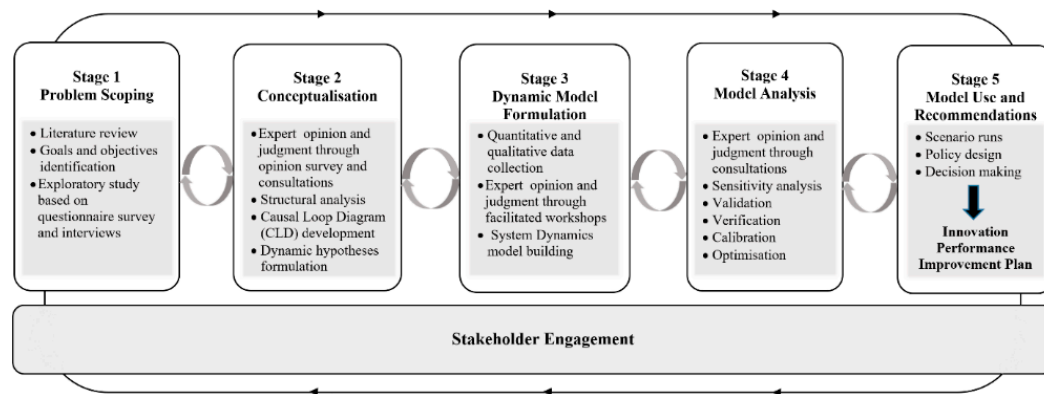 Stage 1
Problem Scoping
• Literature review
• Goals and objectives
identification
• Exploratory study
based on
questionnaire survey
and interviews
Stage 2
Conceptualisation
• Expert opinion and
judgment through
opinion survey and
consultations
• Structural analysis
• Causal Loop Diagram
(CLD) development
• Dynamic hypotheses
formulation
Stage 3
Dynamic Model
Formulation
• Quantitative and
qualitative data
collection
• Expert opinion and
judgment through
facilitated workshops
• System Dynamics
model building
Stage 4
Model Analysis
• Expert opinion and
judgment through
consultations
• Sensitivity analysis
• Validation
• Verification
• Calibration
• Optimisation
Stage 5
Model Use and
Recommendations
• Scenario runs
• Policy design
• Decision making
Innovation
Performance
Improvement Plan
Stakeholder Engagement